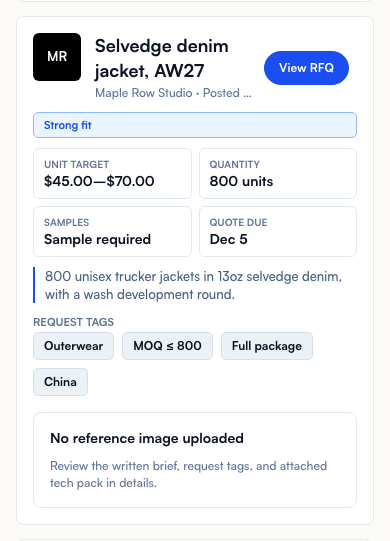 MR
Selvedge denim
jacket, AW27
Maple Row Studio · Posted ...
View RFQ
Strong fit
UNIT TARGET
$45.00–$70.00
QUANTITY
800 units
SAMPLES
Sample required
QUOTE DUE
Dec 5
800 unisex trucker jackets in 13oz selvedge denim,
with a wash development round.
REQUEST TAGS
Outerwear
MOQ ≤ 800
Full package
China
No reference image uploaded
Review the written brief, request tags, and attached
tech pack in details.